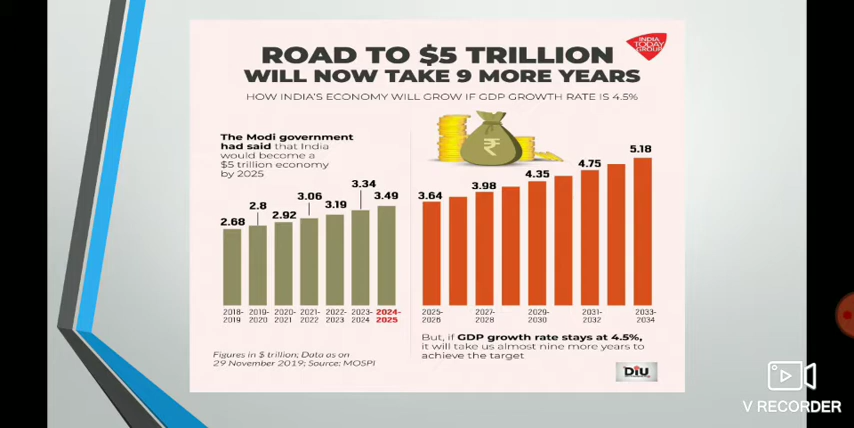 ROAD TO $5 TRILLION
WILL NOW TAKE 9 MORE YEARS
INDIA
TODAY
GROUP
HOW INDIA'S ECONOMY WILL GROW IF GDP GROWTH RATE IS 4.5%
The Modi government
had said that India
would become a
$5 trillion economy
by 2025
₹
2.68 2.8 2.92 3.06 3.19 3.34 3.49
3.64 3.98 4.35 4.75 5.18
2018- 2019- 2020- 2021- 2022- 2023- 2024-
2019 2020 2021 2022 2023 2024 2025
2025- 2027- 2029- 2031- 2033-
2026 2028 2030 2032 2034
But, if GDP growth rate stays at 4.5%,
it will take us almost nine more years to
achieve the target
Figures in $ trillion; Data as on
29 November 2019; Source: MOSPI
DiU
V RECORDER